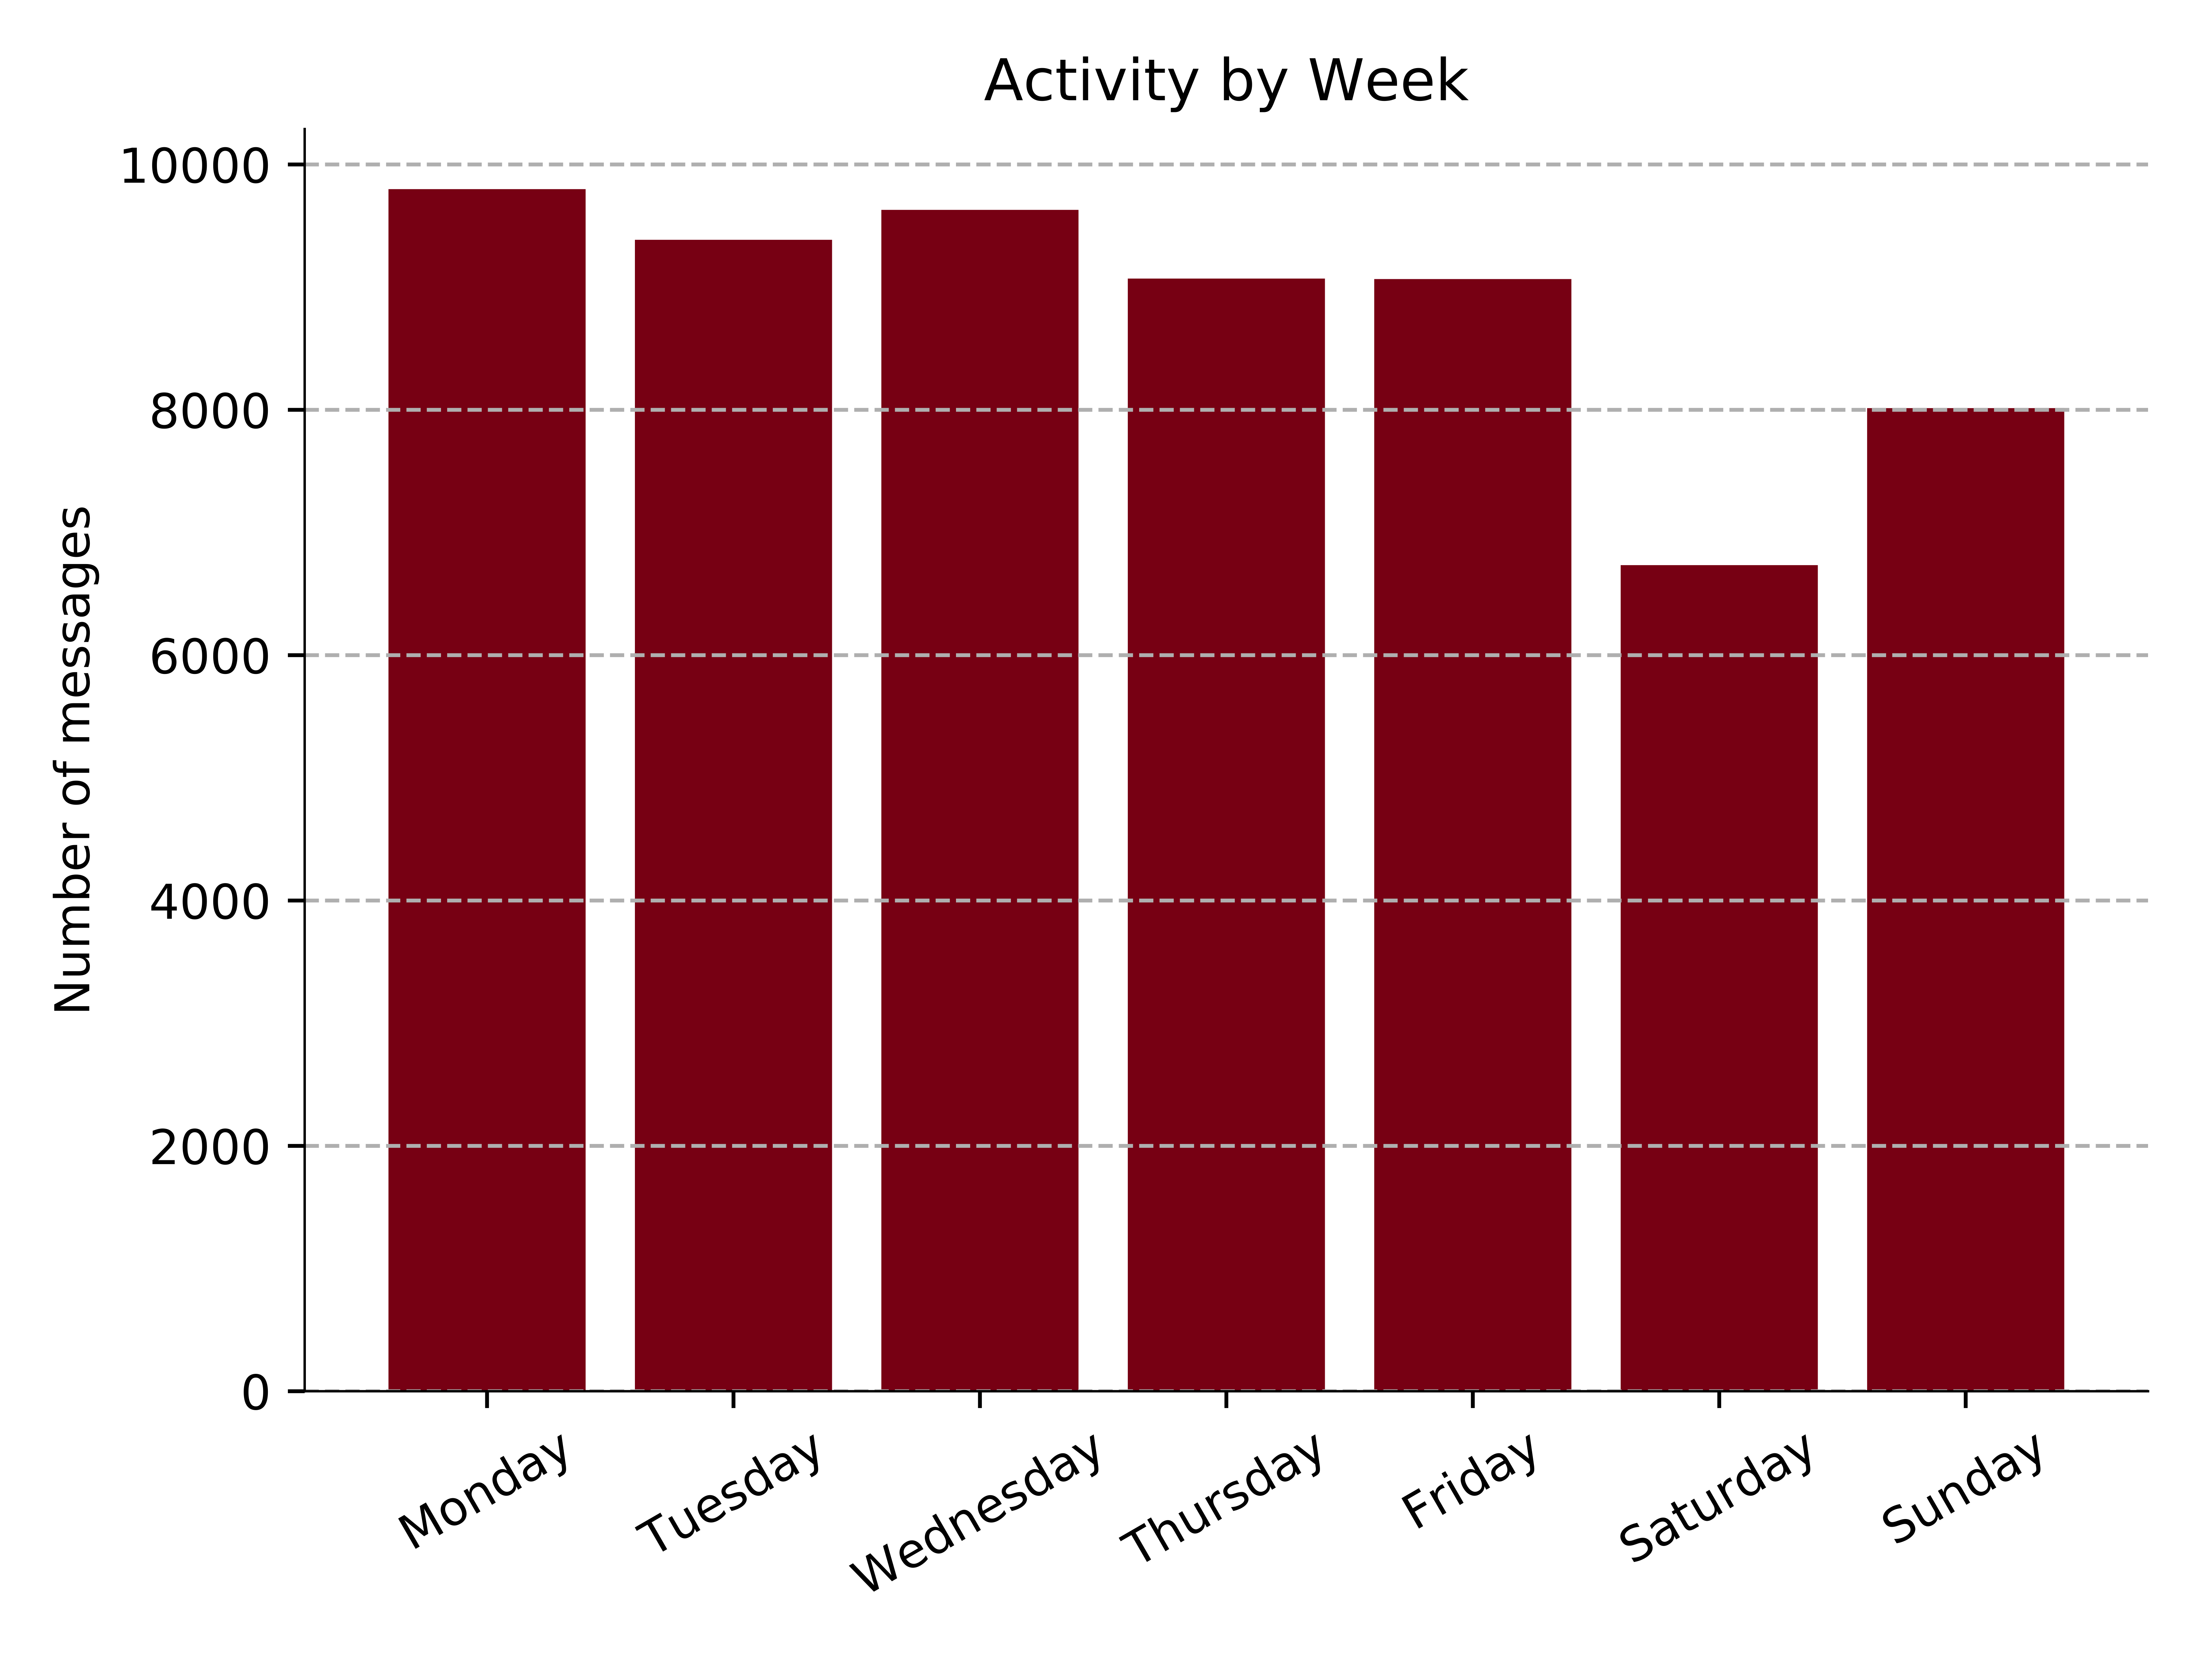 Activity by Week
Number of messages
10000
8000
6000
4000
2000
0
Monday
Tuesday
Wednesday
Thursday
Friday
Saturday
Sunday